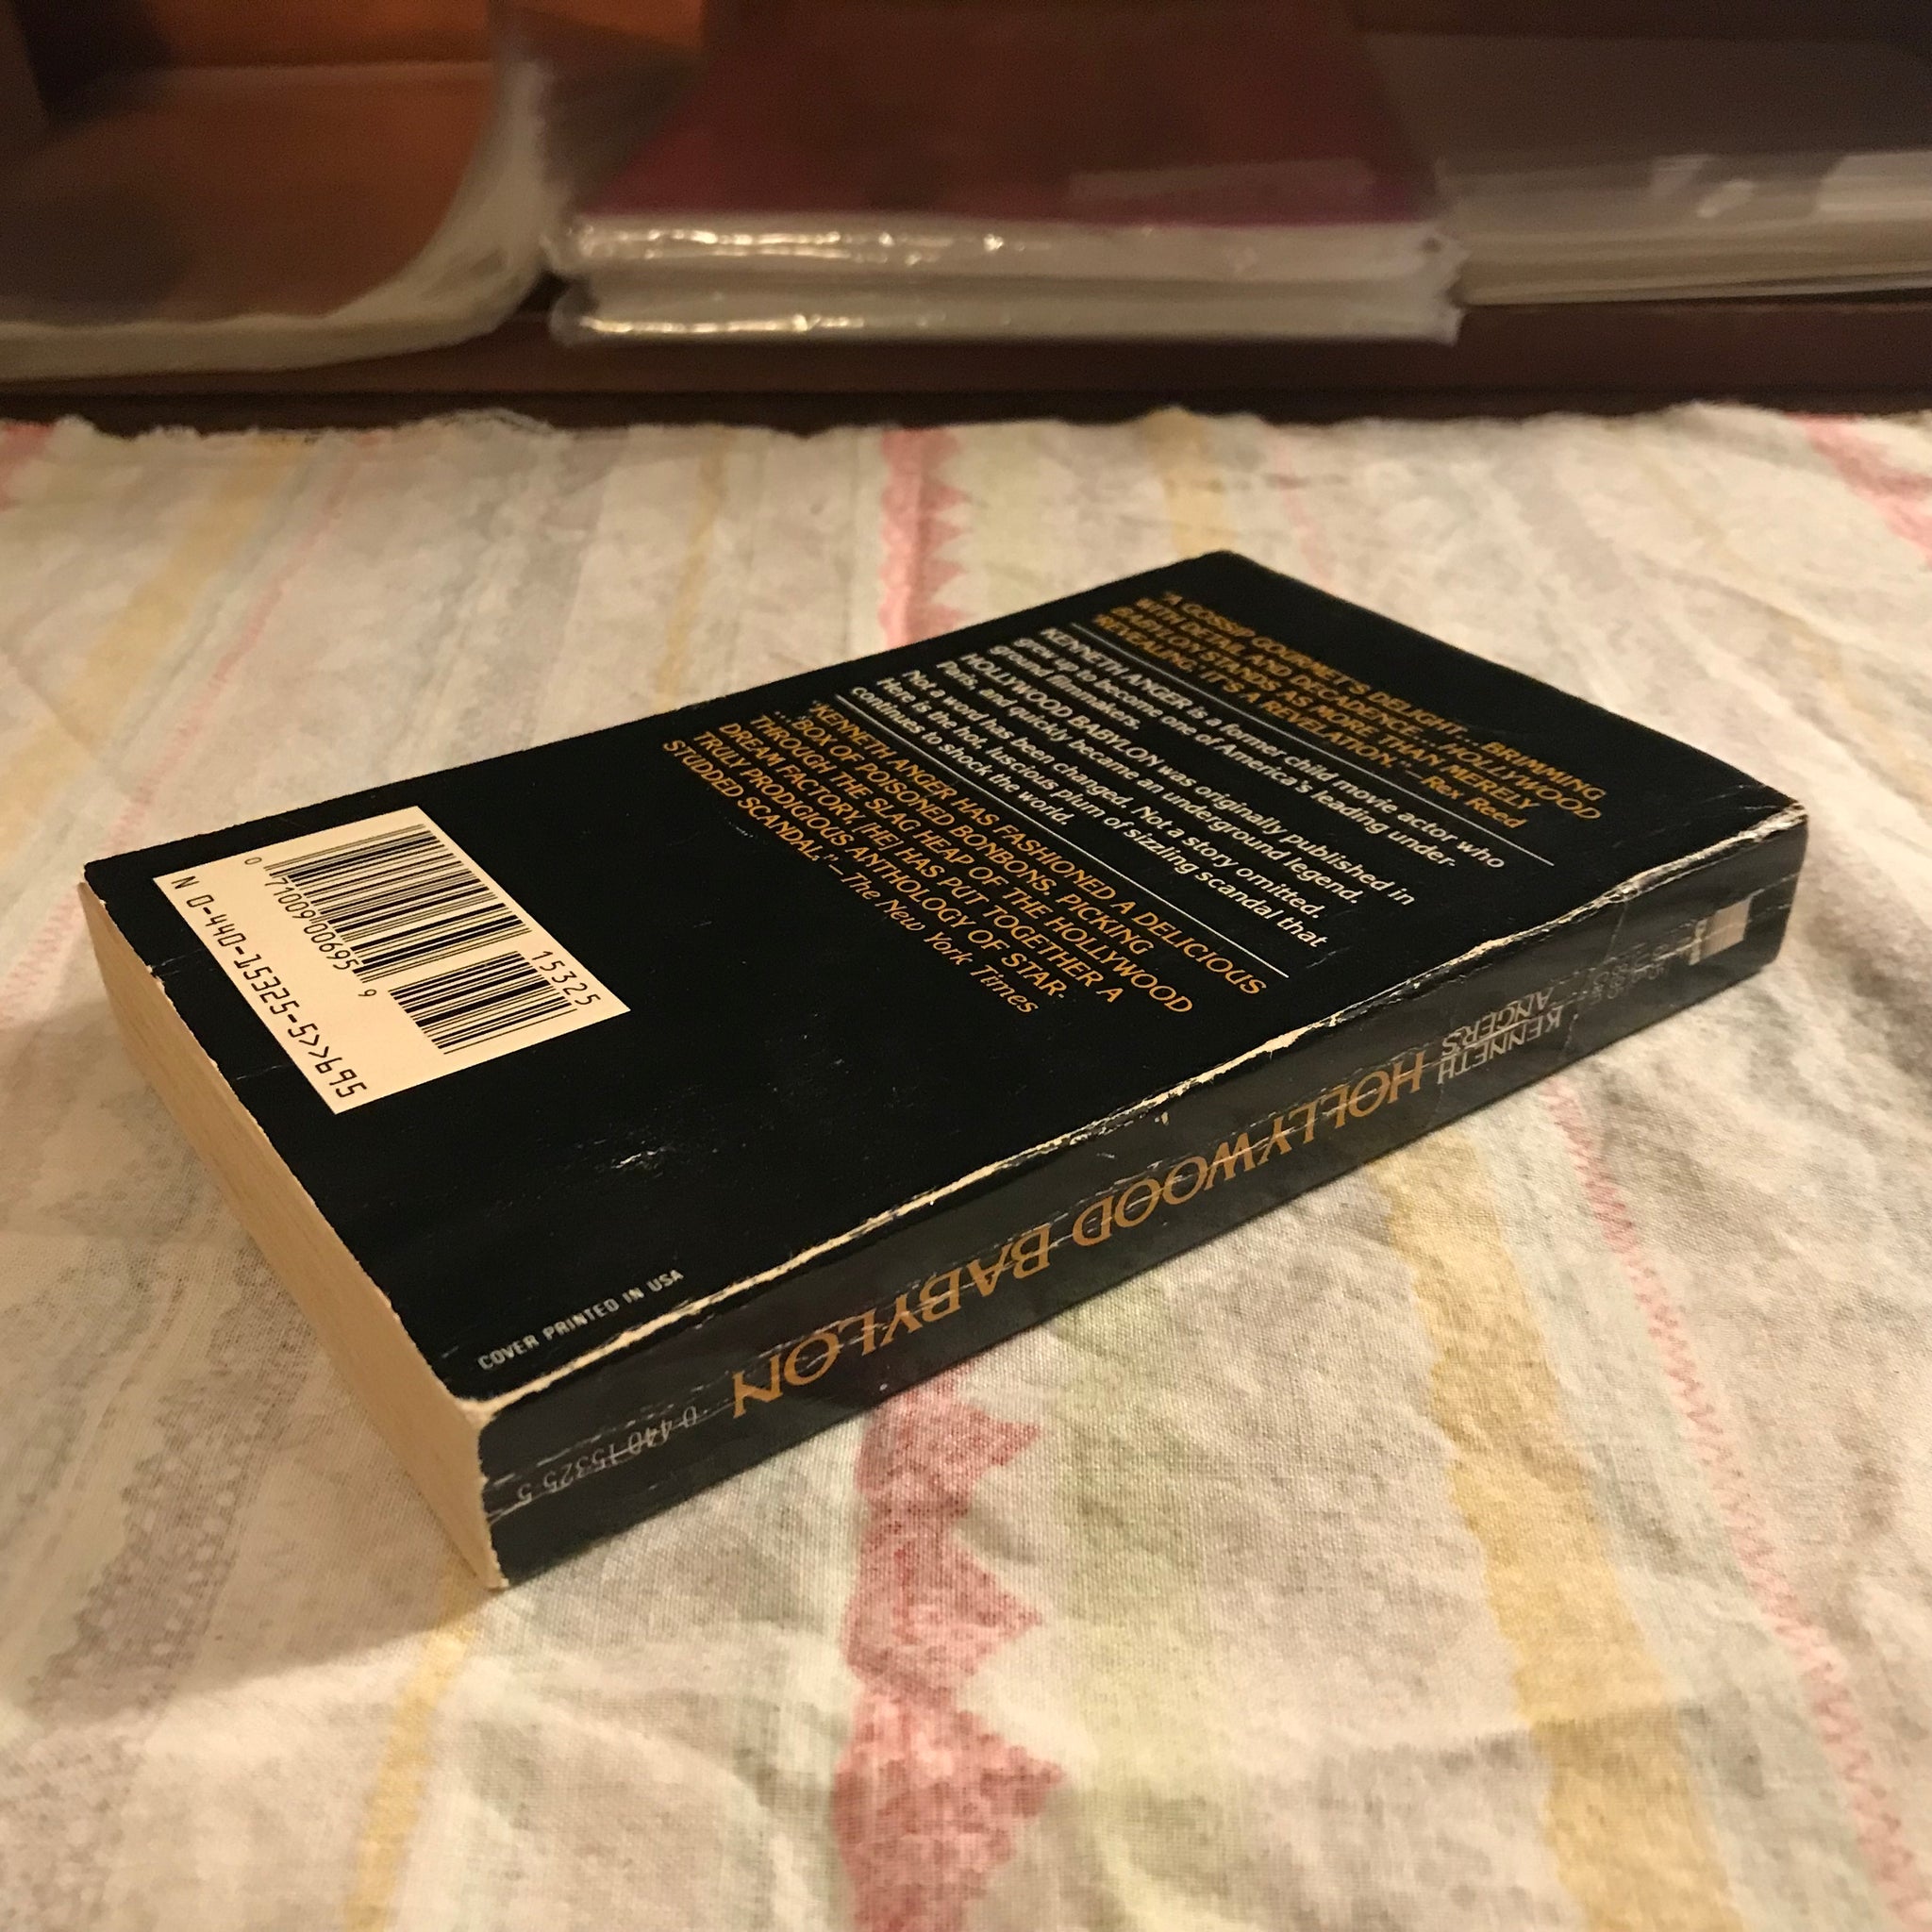 "A GOSSIP GOURMET'S DELIGHT...BRIMMING
WITH DETAIL AND DECADENCE...HOLLYWOOD
BABYLON STANDS AS MORE THAN MERELY
REVEALING: IT'S A REVELATION."—Rex Reed
KENNETH ANGER is a former child movie actor who
grew up to become one of America's leading under-
ground filmmakers.
HOLLYWOOD BABYLON was originally published in
Paris, and quickly became an underground legend.
Not a word has been changed. Not a story omitted.
Here is the hot, luscious plum of sizzling scandal that
continues to shock the world.
"KENNETH ANGER HAS FASHIONED A DELICIOUS
...BOX OF POISONED BONBONS, PICKING
THROUGH THE SLAG HEAP OF THE HOLLYWOOD
DREAM FACTORY. [HE] HAS PUT TOGETHER A
TRULY PRODIGIOUS ANTHOLOGY OF STAR-
STUDDED SCANDAL."—The New York Times
15325
0 71009 00695 9
N 0-440-15325-5>>695
COVER PRINTED IN USA
KENNETH
ANGER'S
HOLLYWOOD BABYLON
0-440-15325-5